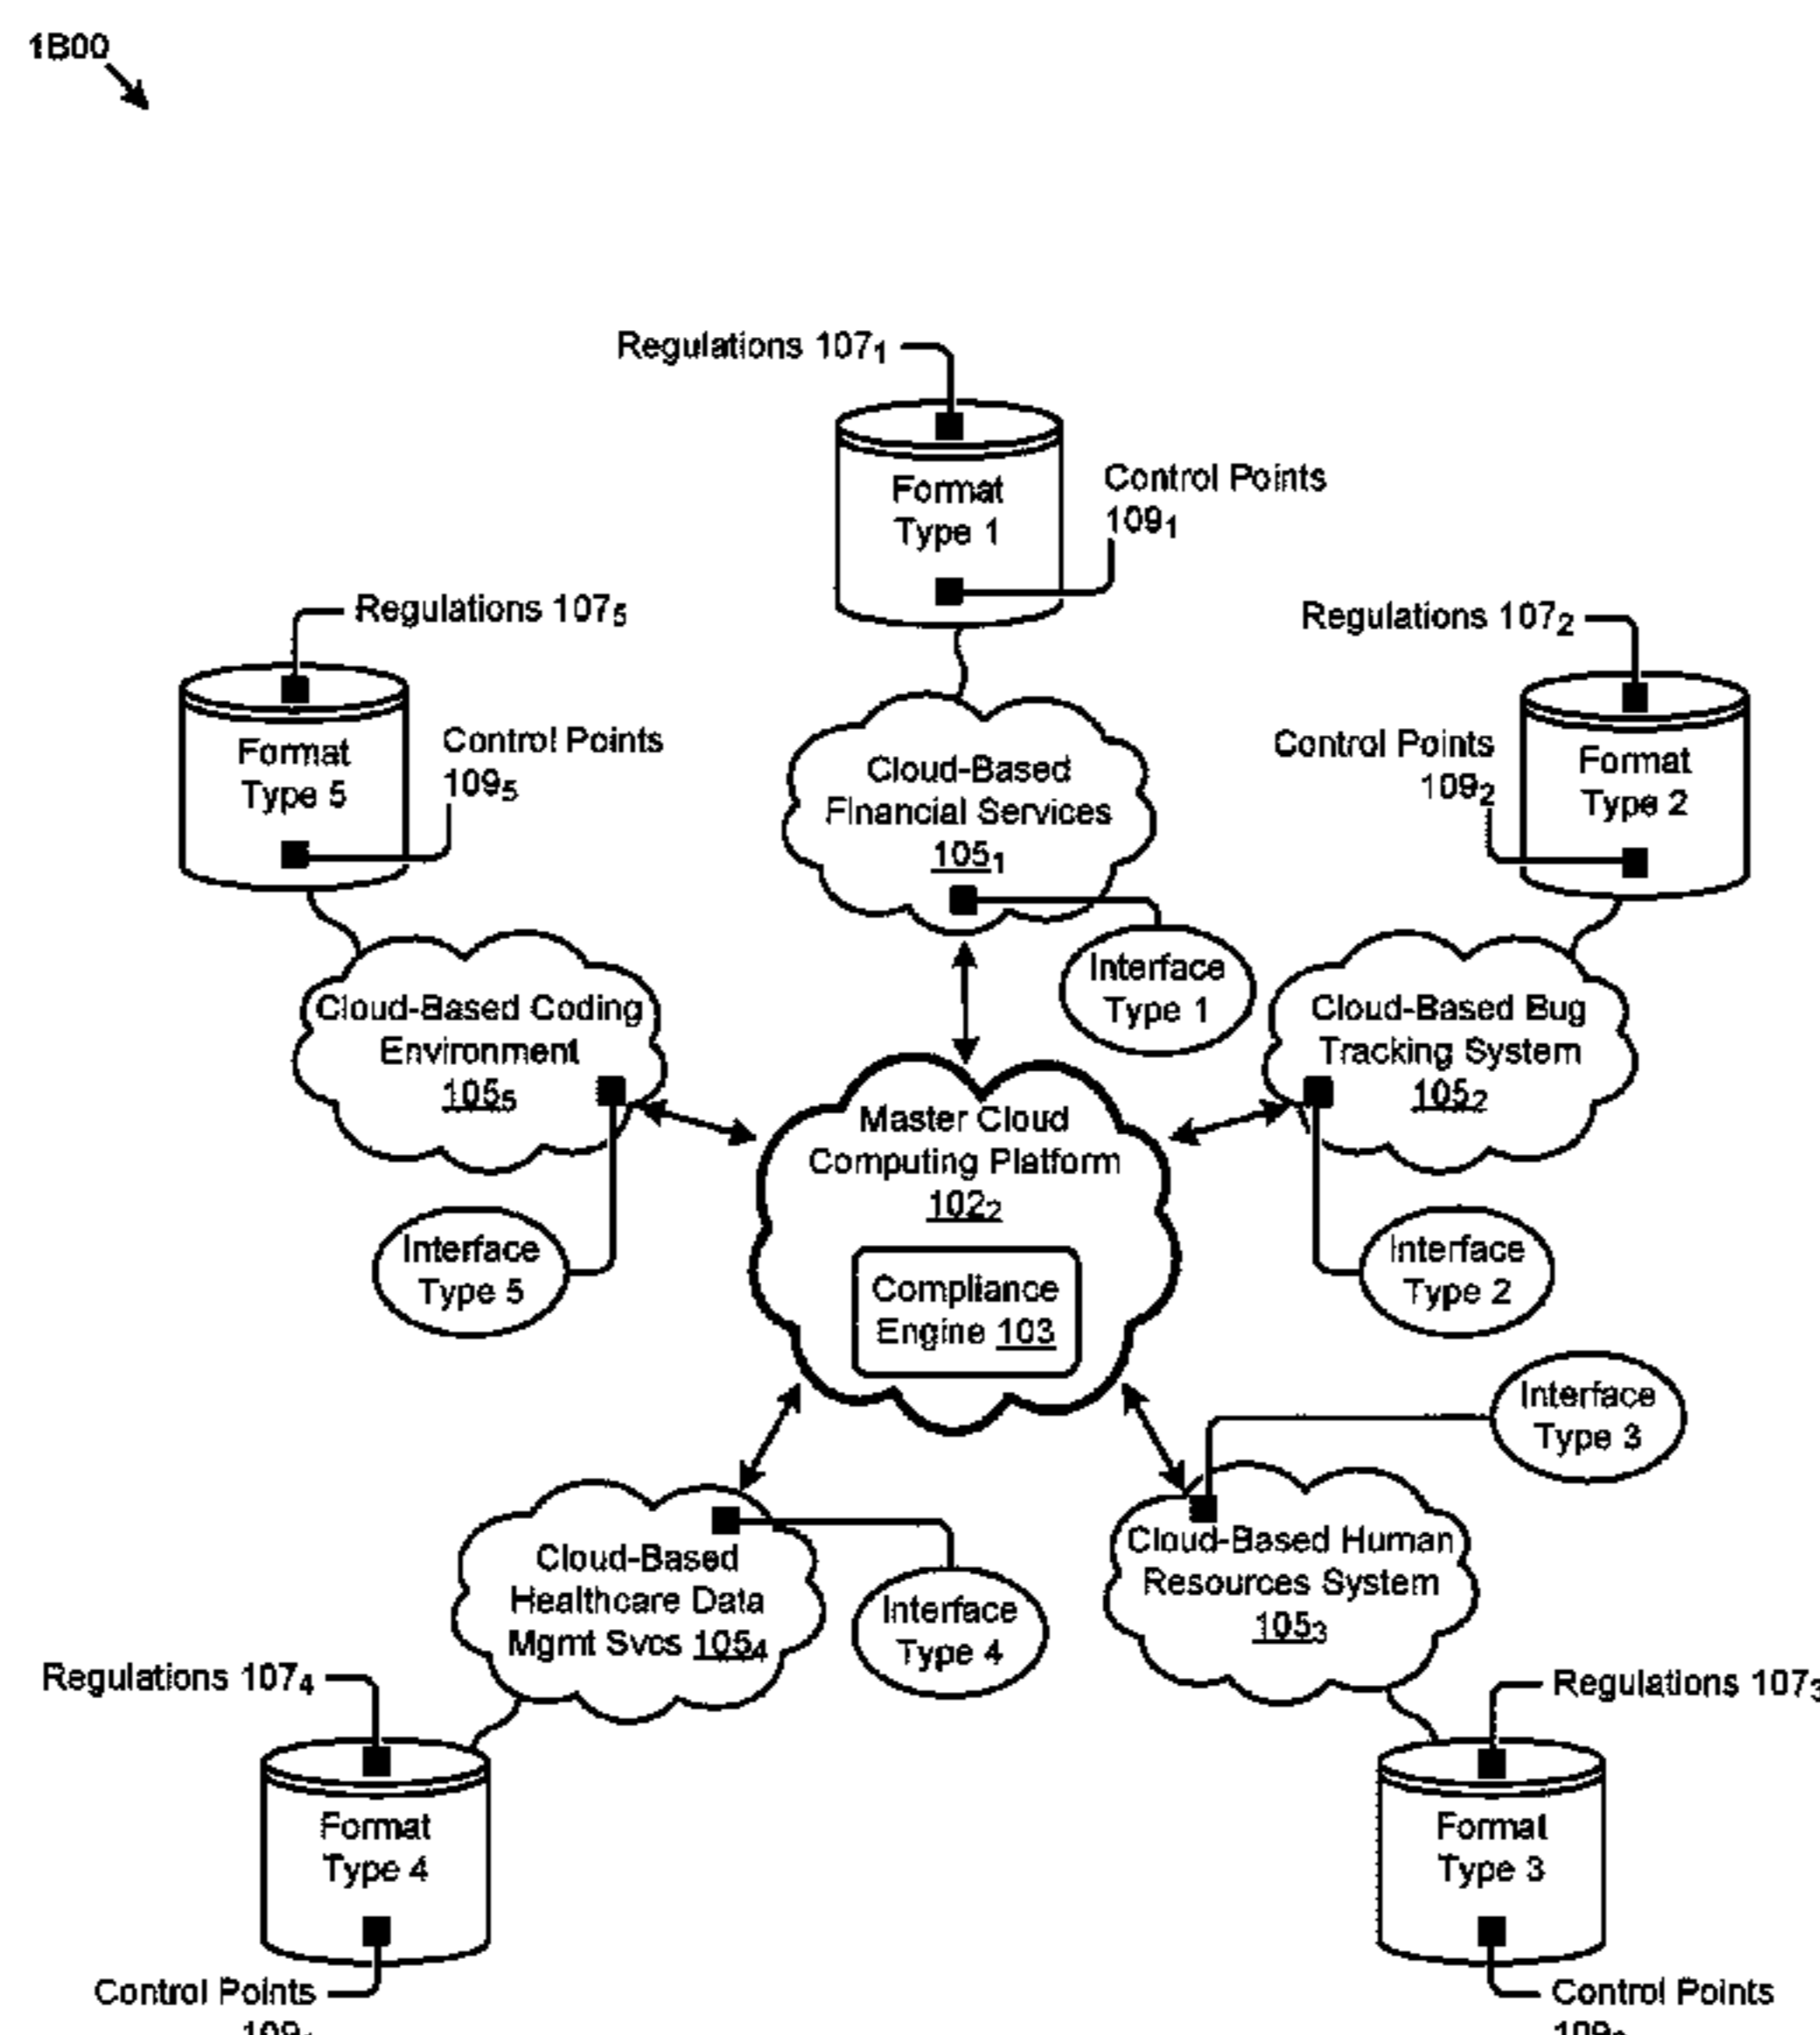 1B00
Regulations 107₁
Format
Type 1
Control Points
109₁
Regulations 107₅
Format
Type 5
Control Points
109₅
Regulations 107₂
Control Points
109₂
Format
Type 2
Cloud-Based
Financial Services
105₁
Interface
Type 1
Cloud-Based Coding
Environment
105₅
Cloud-Based Bug
Tracking System
105₂
Master Cloud
Computing Platform
102₂
Compliance
Engine 103
Interface
Type 5
Interface
Type 2
Interface
Type 3
Cloud-Based
Healthcare Data
Mgmt Svcs 105₄
Interface
Type 4
Cloud-Based Human
Resources System
105₃
Regulations 107₄
Format
Type 4
Control Points
Regulations 107₃
Format
Type 3
Control Points